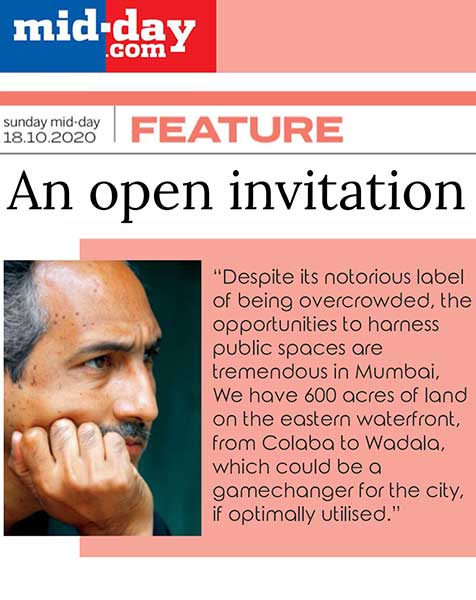 mid-day
.com
sunday mid-day
18.10.2020
FEATURE
An open invitation
“Despite its notorious label
of being overcrowded, the
opportunities to harness
public spaces are
tremendous in Mumbai,
We have 600 acres of land
on the eastern waterfront,
from Colaba to Wadala,
which could be a
gamechanger for the city,
if optimally utilised.”